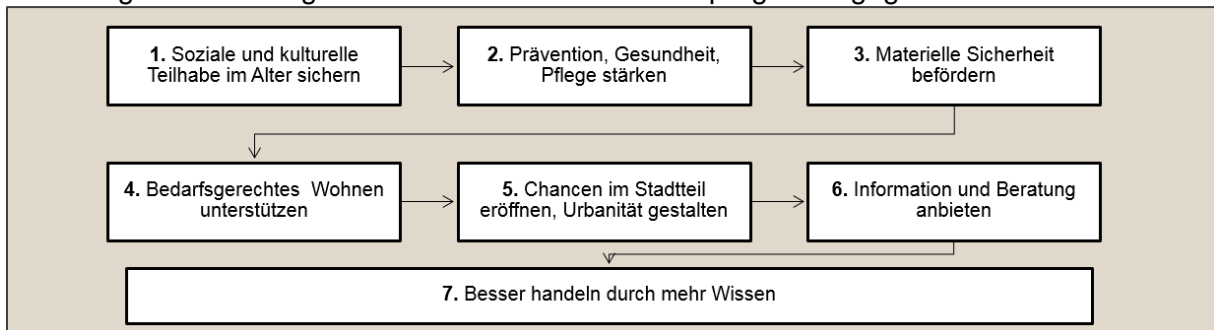 1. Soziale und kulturelle
Teilhabe im Alter sichern
2. Prävention, Gesundheit,
Pflege stärken
3. Materielle Sicherheit
befördern
4. Bedarfsgerechtes Wohnen
unterstützen
5. Chancen im Stadtteil
eröffnen, Urbanität gestalten
6. Information und Beratung
anbieten
7. Besser handeln durch mehr Wissen